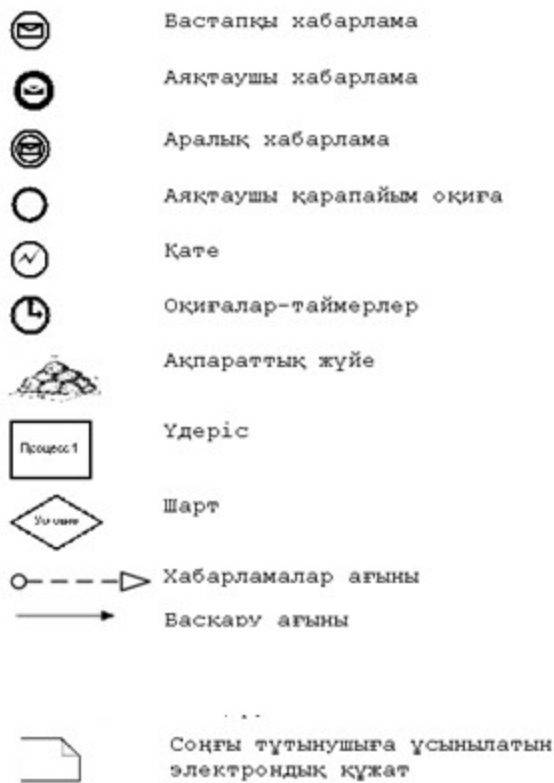 Бастапқы хабарлама
Аяқтаушы хабарлама
Аралық хабарлама
Аяқтаушы қарапайым оқиға
Қате
Оқиғалар-таймерлер
Ақпараттық жүйе
Процесс 1
Үдеріс
Шарт
Хабарламалар ағыны
Басқару ағыны
Соңғы тұтынушыға ұсынылатын
электрондық құжат